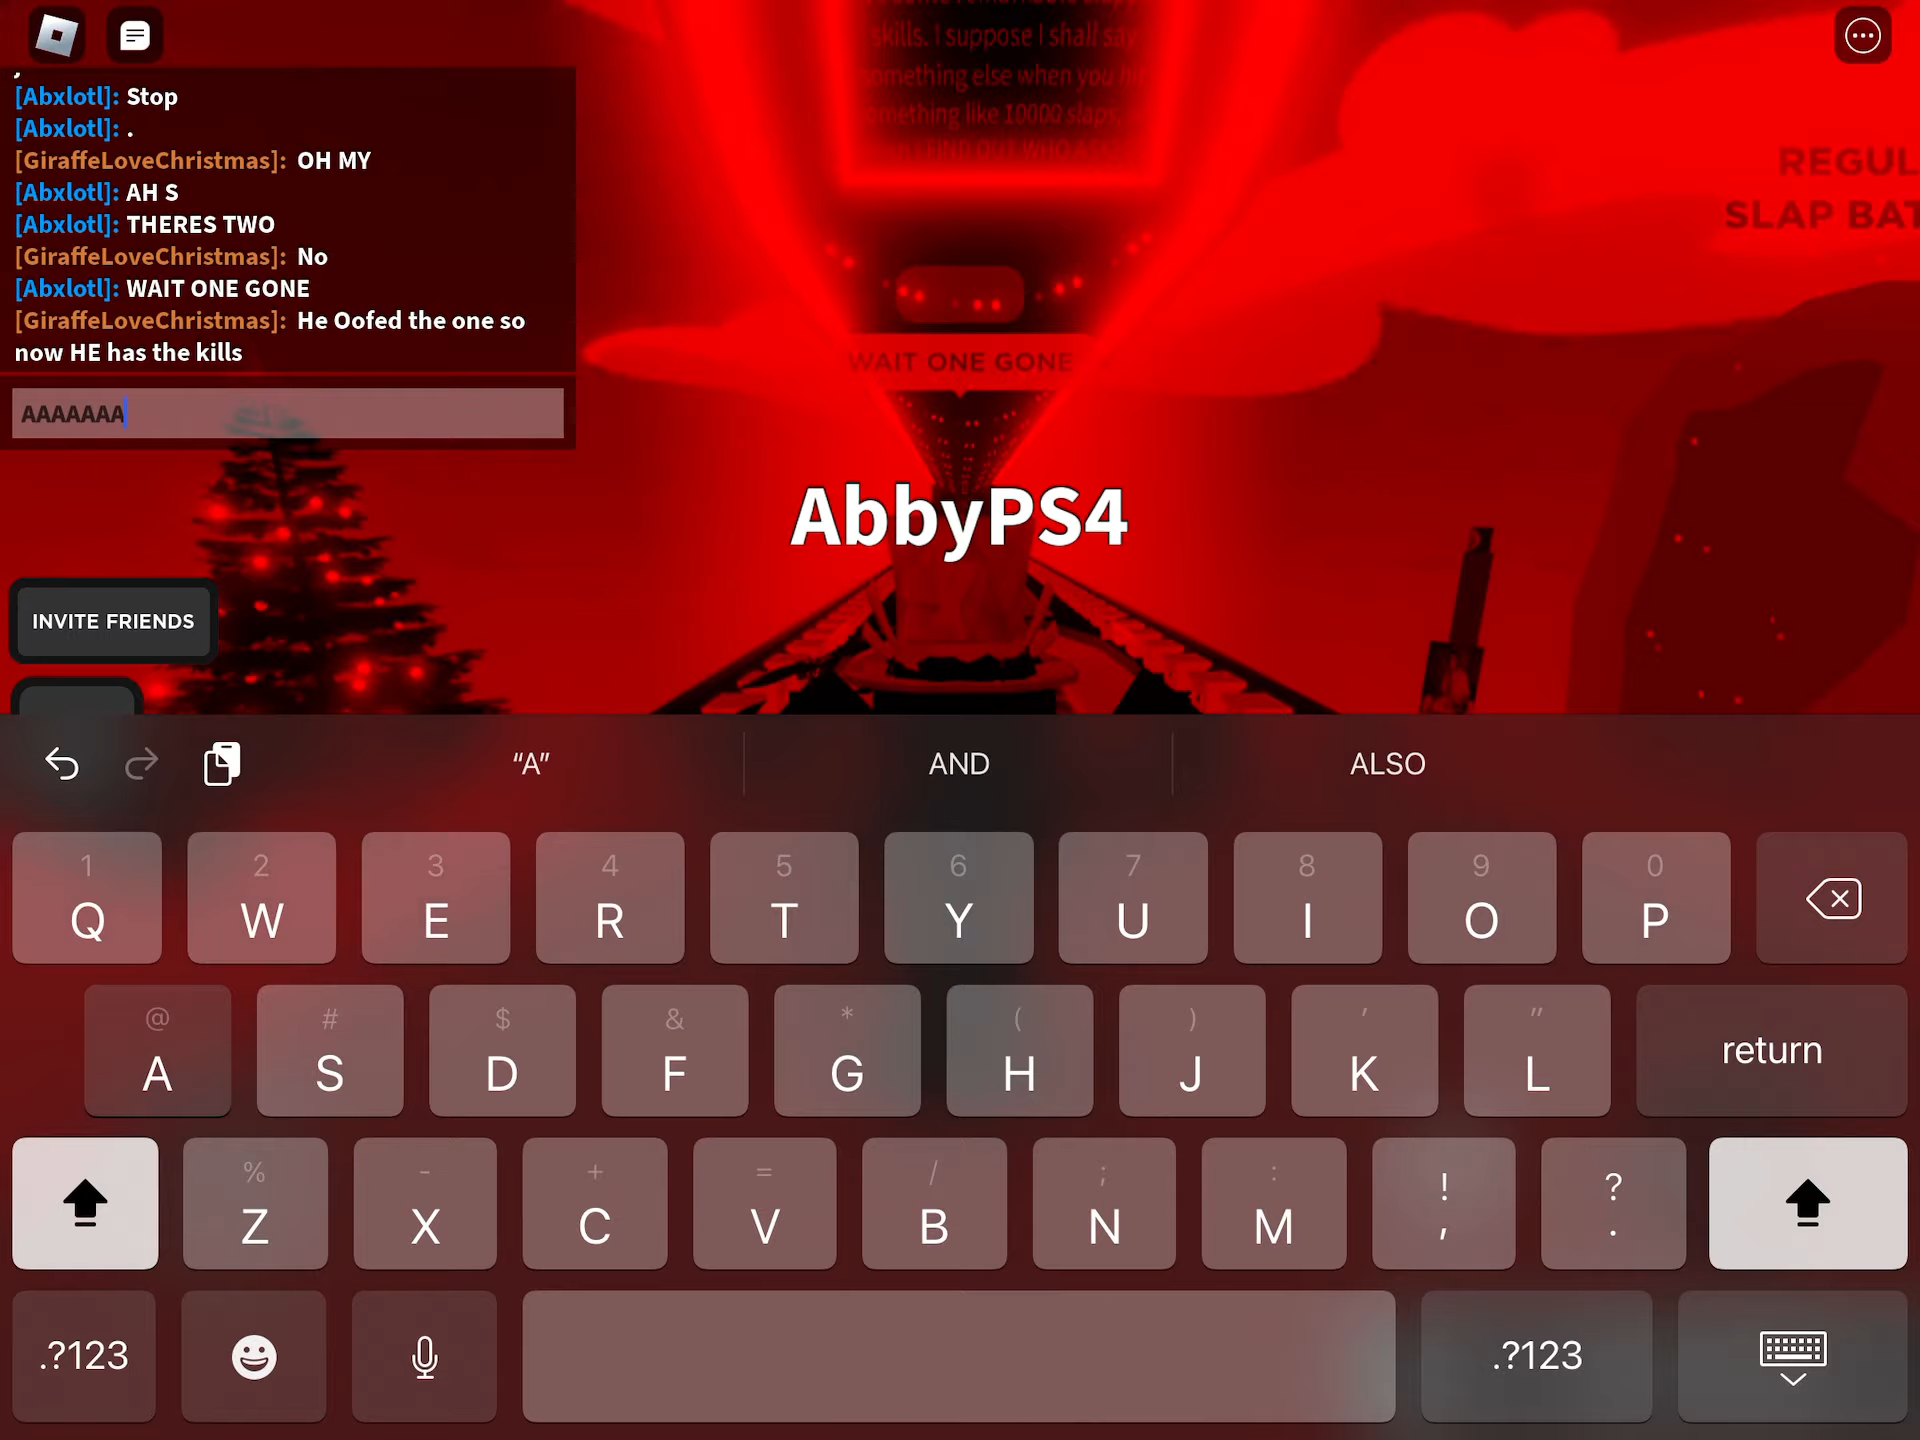 [Abxlotl]: Stop
[Abxlotl]: .
[GiraffeLoveChristmas]: OH MY
[Abxlotl]: AH S
[Abxlotl]: THERES TWO
[GiraffeLoveChristmas]: No
[Abxlotl]: WAIT ONE GONE
[GiraffeLoveChristmas]: He Oofed the one so
now HE has the kills
AAAAAAA
skills. I suppose I shall say
something else when you hit
something like 10000 slaps,
REGUL
SLAP BAT
WAIT ONE GONE
AbbyPS4
INVITE FRIENDS
“A” AND ALSO
1 2 3 4 5 6 7 8 9 0
Q W E R T Y U I O P
@ # $ & * ( ) ' "
A S D F G H J K L return
% - + = / ; : ! ?
Z X C V B N M , .
.?123 .?123